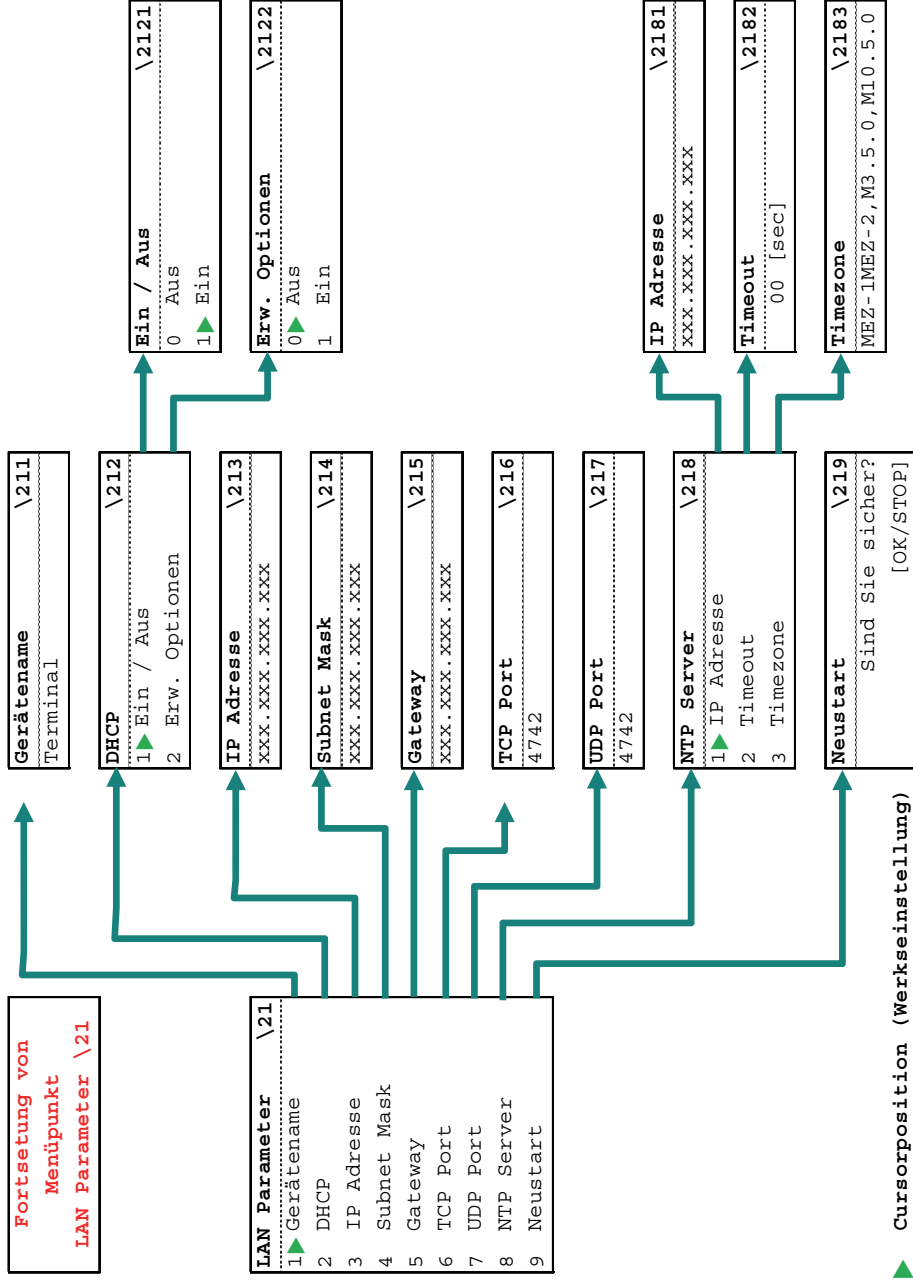 Fortsetung von
Menüpunkt
LAN Parameter \21
LAN Parameter \21
1 Gerätename
2 DHCP
3 IP Adresse
4 Subnet Mask
5 Gateway
6 TCP Port
7 UDP Port
8 NTP Server
9 Neustart
Gerätename \211
Terminal
DHCP \212
1 Ein / Aus
2 Erw. Optionen
IP Adresse \213
xxx.xxx.xxx.xxx
Subnet Mask \214
xxx.xxx.xxx.xxx
Gateway \215
xxx.xxx.xxx.xxx
TCP Port \216
4742
UDP Port \217
4742
NTP Server \218
1 IP Adresse
2 Timeout
3 Timezone
Neustart \219
Sind Sie sicher?
[OK/STOP]
Ein / Aus \2121
0 Aus
1 Ein
Erw. Optionen \2122
0 Aus
1 Ein
IP Adresse \2181
xxx.xxx.xxx.xxx
Timeout \2182
00 [sec]
Timezone \2183
MEZ-1MEZ-2,M3.5.0,M10.5.0
Cursorposition (Werkseinstellung)